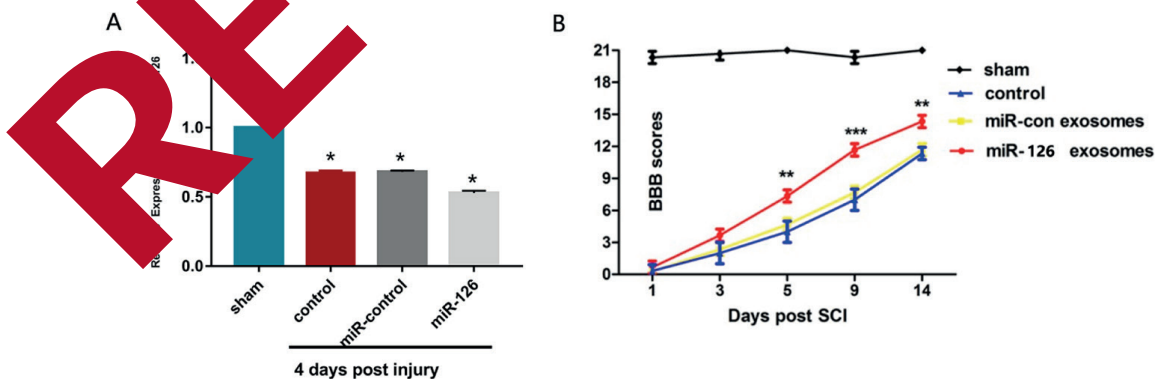 A
RE
1.
1.0
0.5
0.0
26
Expres
*
*
*
sham
control
miR-control
miR-126
4 days post injury
B
21
18
15
12
9
6
3
0
BBB scores
**
***
**
1
3
5
9
14
Days post SCI
sham
control
miR-con exosomes
miR-126 exosomes